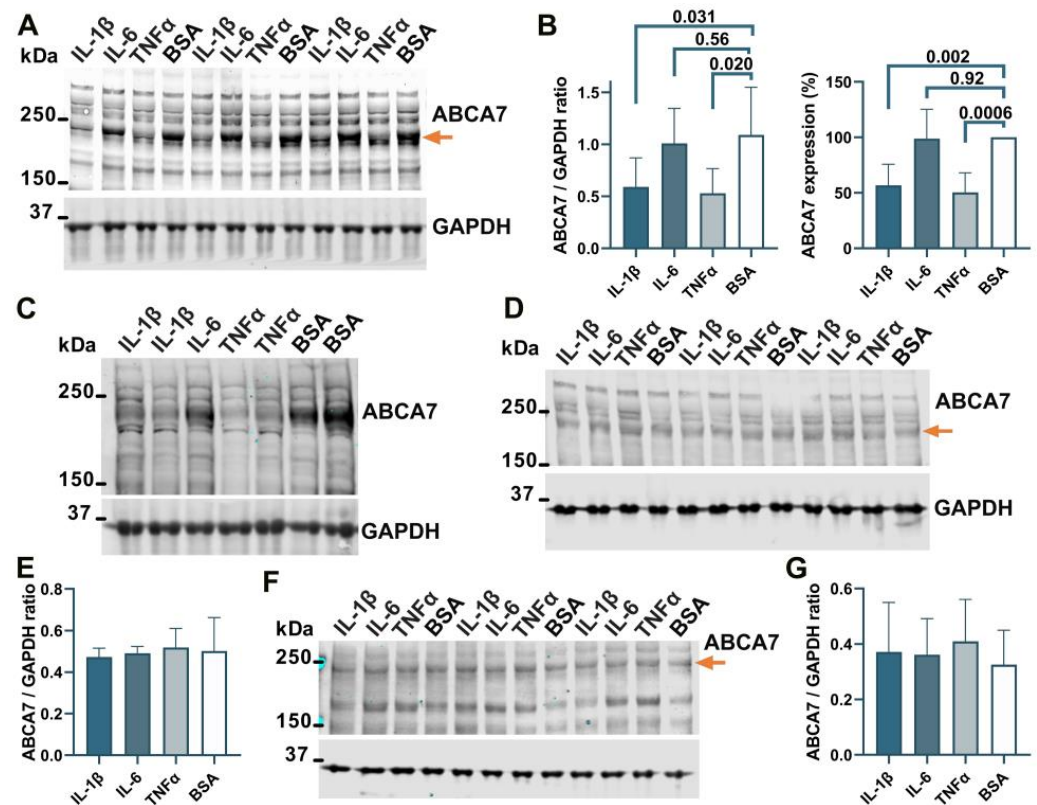 A
kDa
IL-1β IL-6 TNFα BSA IL-1β IL-6 TNFα BSA IL-1β IL-6 TNFα BSA
250
ABCA7
150
37
GAPDH
B
0.031
0.56
0.020
ABCA7 / GAPDH ratio
1.5
1.0
0.5
0.0
IL-1β IL-6 TNFα BSA
0.002
0.92
0.0006
ABCA7 expression (%)
150
100
50
0
IL-1β IL-6 TNFα BSA
C
kDa
IL-1β IL-1β IL-6 TNFα TNFα BSA BSA
250
ABCA7
150
37
GAPDH
D
kDa
IL-1β IL-6 TNFα BSA IL-1β IL-6 TNFα BSA IL-1β IL-6 TNFα BSA
250
ABCA7
150
37
GAPDH
E
ABCA7 / GAPDH ratio
0.8
0.6
0.4
0.2
0.0
IL-1β IL-6 TNFα BSA
F
kDa
IL-1β IL-6 TNFα BSA IL-1β IL-6 TNFα BSA IL-1β IL-6 TNFα BSA
ABCA7
250
150
37
G
ABCA7 / GAPDH ratio
0.6
0.4
0.2
0.0
IL-1β IL-6 TNFα BSA